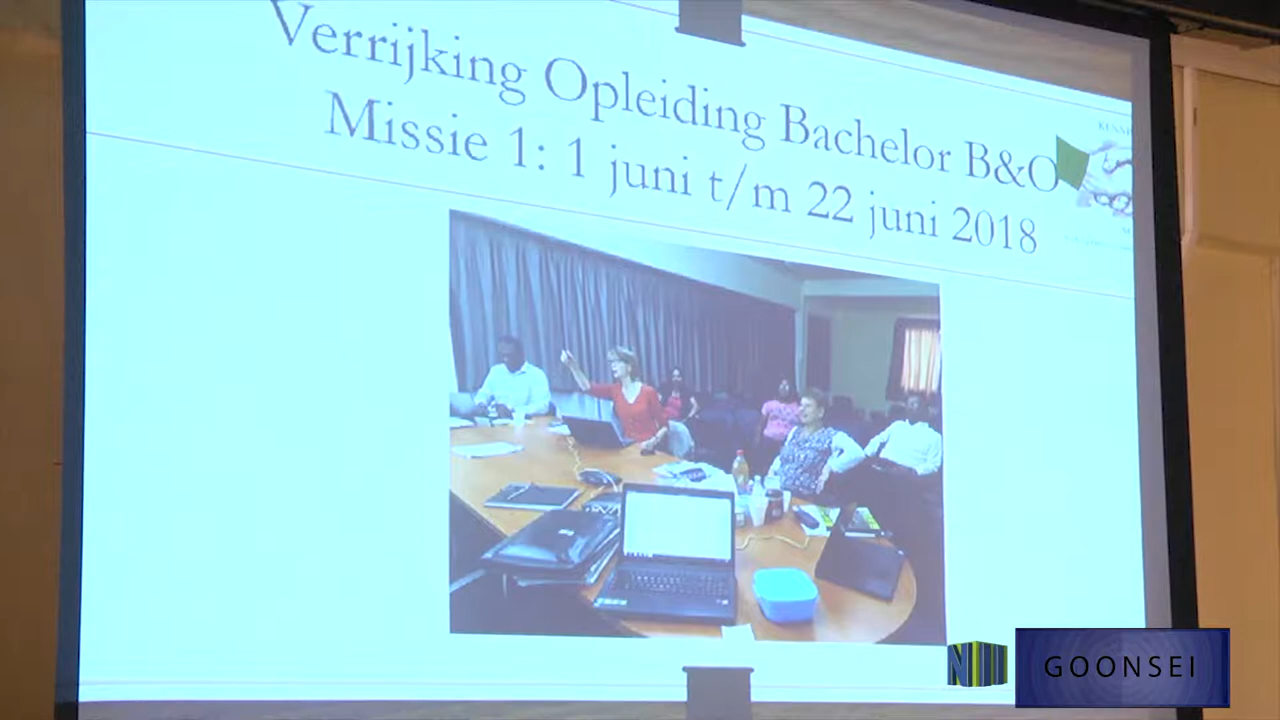 Verrijking Opleiding Bachelor B&O
Missie 1: 1 juni t/m 22 juni 2018
GOONSEI